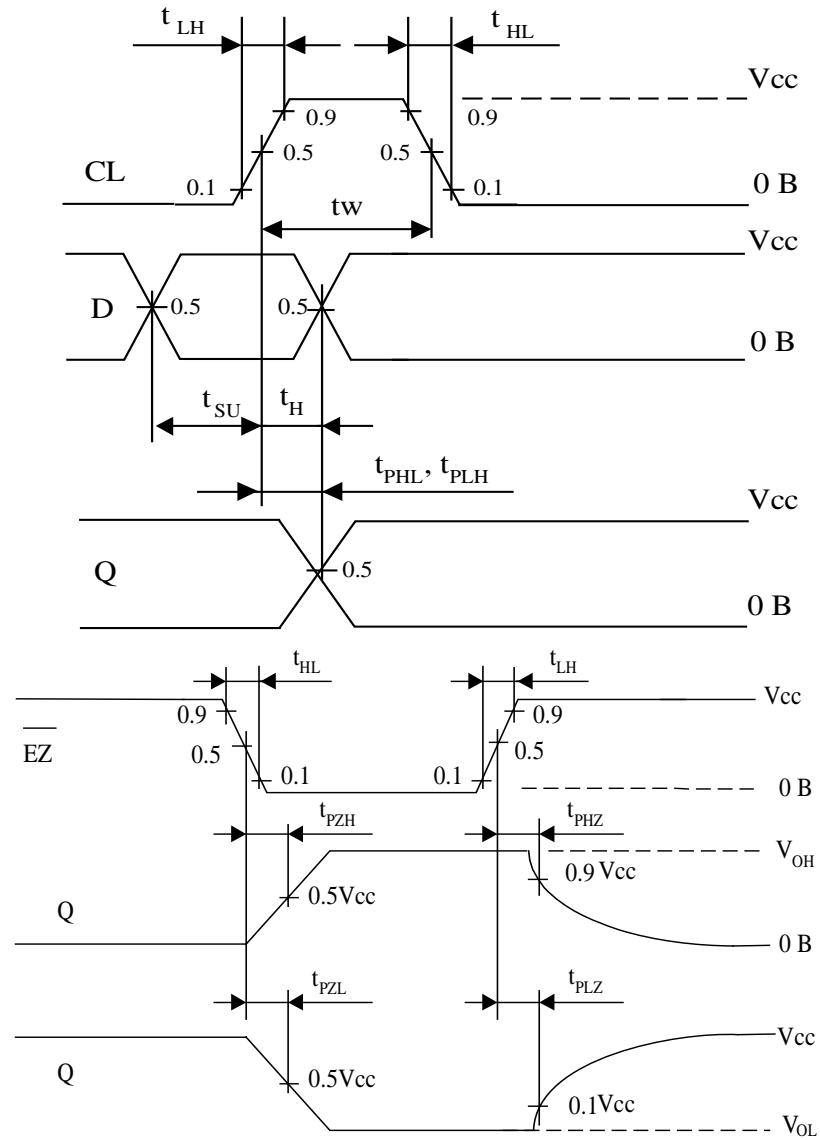 t LH
t HL
Vcc
0.9
0.9
0.5
0.5
CL
0.1
0.1
0 В
tw
Vcc
D
0.5
0.5
0 В
t SU
t H
t PHL, t PLH
Vcc
Q
0.5
0 В
t HL
t LH
Vcc
0.9
0.9
EZ
0.5
0.5
0.1
0.1
0 В
t PZH
t PHZ
V OH
0.9Vcc
0.5Vcc
Q
0 В
t PZL
t PLZ
Vcc
Q
0.5Vcc
0.1Vcc
V OL